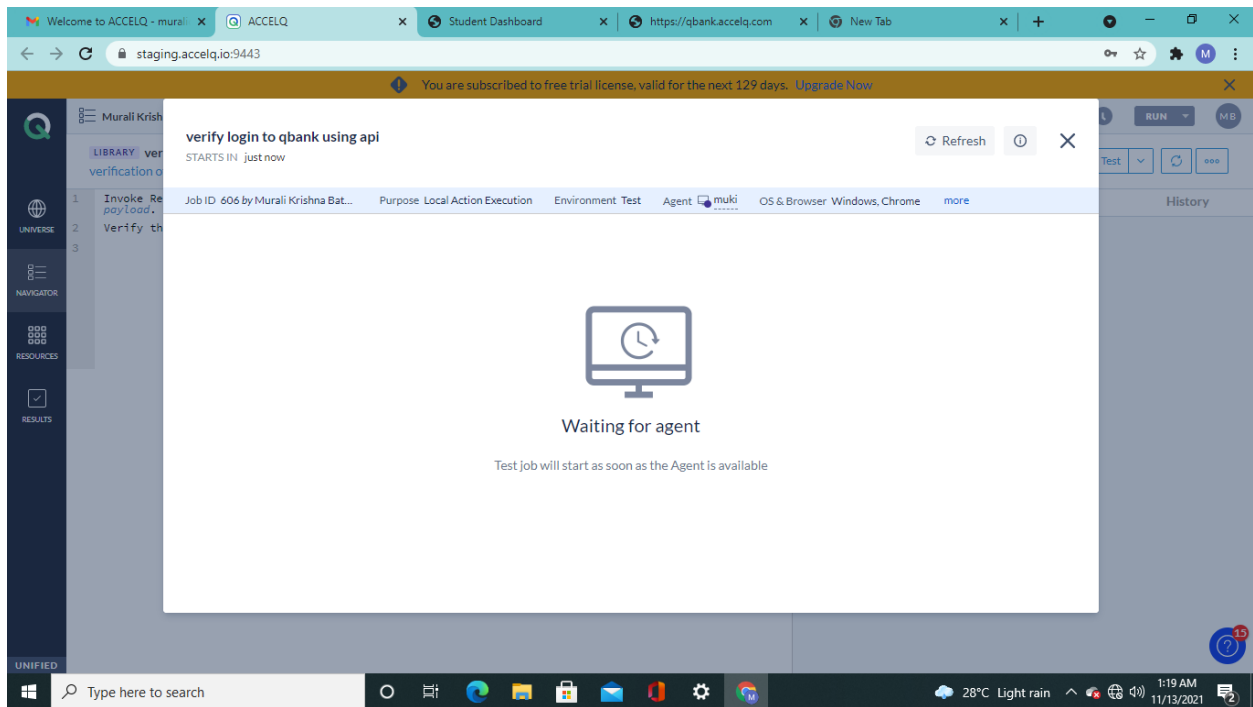 Welcome to ACCELQ - murali
ACCELQ
Student Dashboard
https://qbank.accelq.com
New Tab
staging.accelq.io:9443
M
You are subscribed to free trial license, valid for the next 129 days. Upgrade Now
Murali Krish
RUN
MB
LIBRARY ver
verification o
Test
1 Invoke Re
payload.
2 Verify th
3
History
UNIVERSE
NAVIGATOR
RESOURCES
RESULTS
UNIFIED
verify login to qbank using api
STARTS IN just now
Refresh
Job ID 606 by Murali Krishna Bat... Purpose Local Action Execution Environment Test Agent muki OS & Browser Windows, Chrome more
Waiting for agent
Test job will start as soon as the Agent is available
15
Type here to search
28°C Light rain
1:19 AM
11/13/2021
2